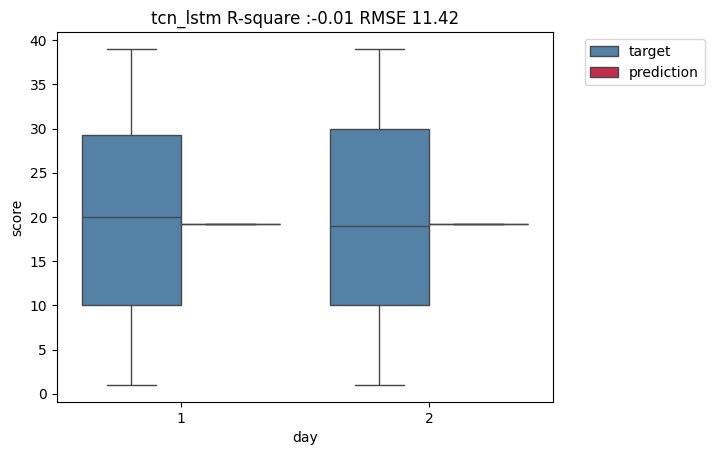 tcn_lstm R-square :-0.01 RMSE 11.42
target
prediction
40
35
30
25
20
15
10
5
0
score
1
2
day